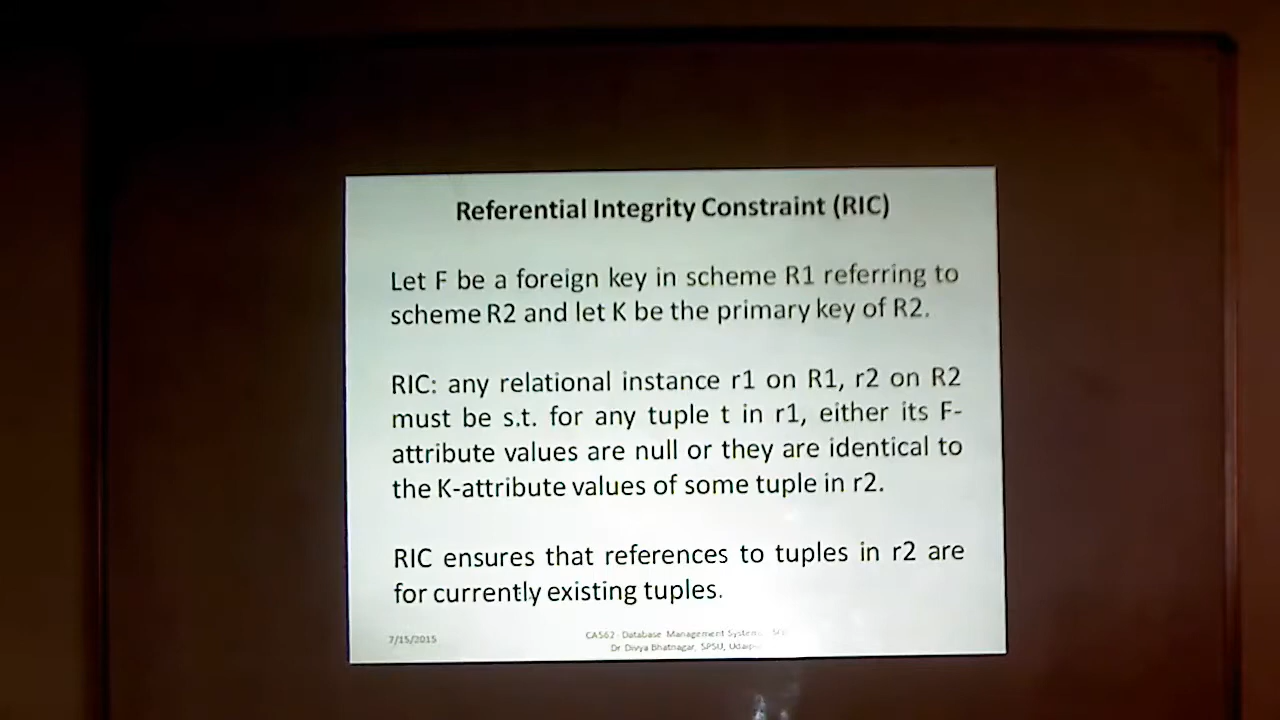 Referential Integrity Constraint (RIC)
Let F be a foreign key in scheme R1 referring to
scheme R2 and let K be the primary key of R2.
RIC: any relational instance r1 on R1, r2 on R2
must be s.t. for any tuple t in r1, either its F-
attribute values are null or they are identical to
the K-attribute values of some tuple in r2.
RIC ensures that references to tuples in r2 are
for currently existing tuples.
7/15/2015
CA562 Database Management Systems,
Dr Divya Bhatnagar, SPSU,